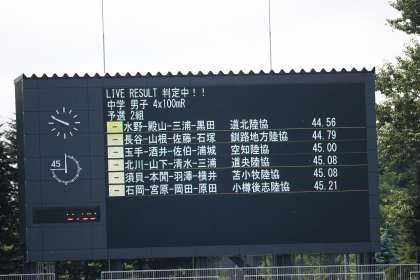 LIVE RESULT 判定中！！
中学 男子 4x100mR
予選 2組
水野-殿山-三浦-黒田 道北陸協 44.56
長谷-山根-佐藤-石塚 釧路地方陸協 44.79
玉手-酒井-佐伯-浦城 空知陸協 45.00
北川-山下-清水-三浦 道央陸協 45.08
須貝-本間-羽澤-横井 苫小牧陸協 45.08
石岡-宮原-岡田-原田 小樽後志陸協 45.21
45